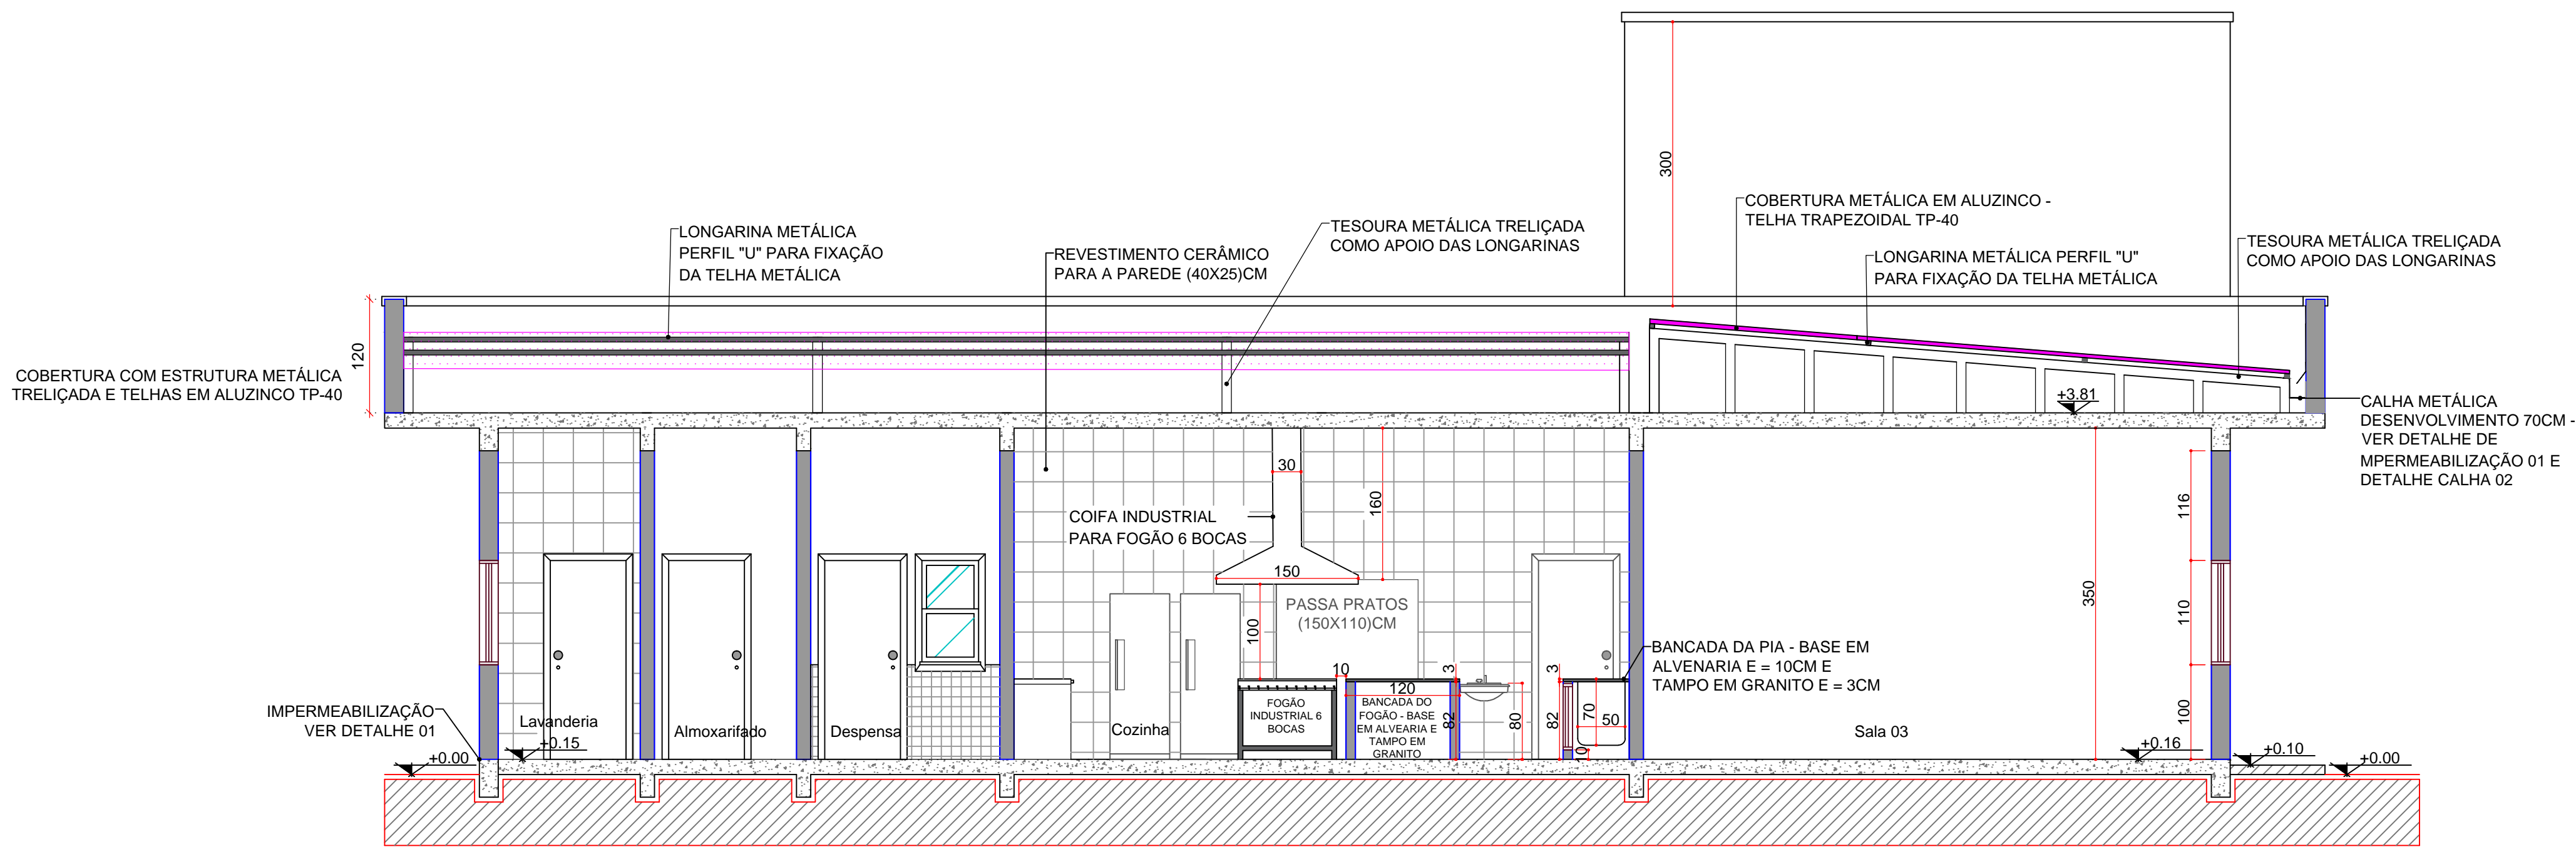 300
LONGARINA METÁLICA
PERFIL "U" PARA FIXAÇÃO
DA TELHA METÁLICA
REVESTIMENTO CERÂMICO
PARA A PAREDE (40X25)CM
TESOURA METÁLICA TRELIÇADA
COMO APOIO DAS LONGARINAS
COBERTURA METÁLICA EM ALUZINCO -
TELHA TRAPEZOIDAL TP-40
LONGARINA METÁLICA PERFIL "U"
PARA FIXAÇÃO DA TELHA METÁLICA
TESOURA METÁLICA TRELIÇADA
COMO APOIO DAS LONGARINAS
120
COBERTURA COM ESTRUTURA METÁLICA
TRELIÇADA E TELHAS EM ALUZINCO TP-40
+3.81
CALHA METÁLICA
DESENVOLVIMENTO 70CM -
VER DETALHE DE
MPERMEABILIZAÇÃO 01 E
DETALHE CALHA 02
30
160
COIFA INDUSTRIAL
PARA FOGÃO 6 BOCAS
150
PASSA PRATOS
(150X110)CM
100
350
116
110
100
BANCADA DA PIA - BASE EM
ALVENARIA E = 10CM E
TAMPO EM GRANITO E = 3CM
10
3
3
120
82
80
82
70
50
10
FOGÃO
INDUSTRIAL 6
BOCAS
BANCADA DO
FOGÃO - BASE
EM ALVEARIA E
TAMPO EM
GRANITO
IMPERMEABILIZAÇÃO
VER DETALHE 01
Lavanderia
Almoxarifado
Despensa
Cozinha
Sala 03
+0.00
+0.15
+0.16
+0.10
+0.00